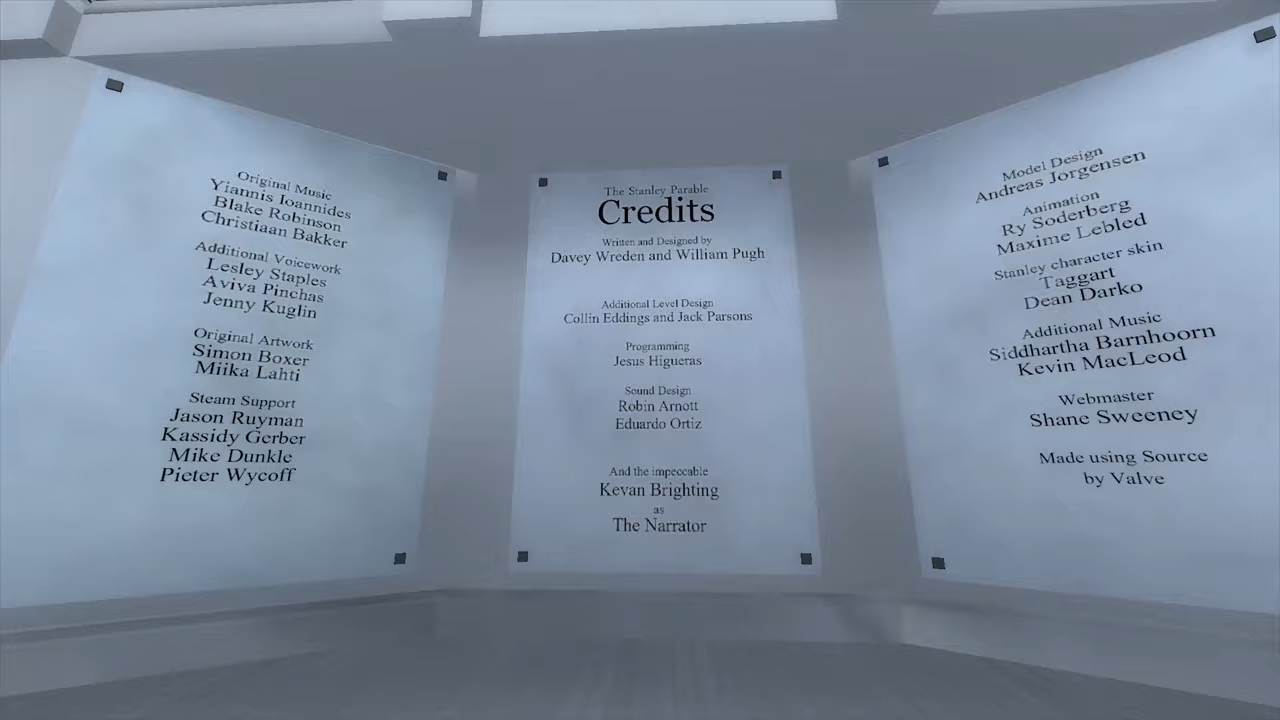 Original Music
Yiannis Ioannides
Blake Robinson
Christiaan Bakker
Additional Voicework
Lesley Staples
Aviva Pinchas
Jenny Kuglin
Original Artwork
Simon Boxer
Miika Lahti
Steam Support
Jason Ruyman
Kassidy Gerber
Mike Dunkle
Pieter Wycoff
The Stanley Parable
Credits
Written and Designed by
Davey Wreden and William Pugh
Additional Level Design
Collin Eddings and Jack Parsons
Programming
Jesus Higueras
Sound Design
Robin Arnott
Eduardo Ortiz
And the impeccable
Kevan Brighting
as
The Narrator
Model Design
Andreas Jorgensen
Animation
Ry Soderberg
Maxime Lebled
Stanley character skin
Taggart
Dean Darko
Additional Music
Siddhartha Barnhoorn
Kevin MacLeod
Webmaster
Shane Sweeney
Made using Source
by Valve